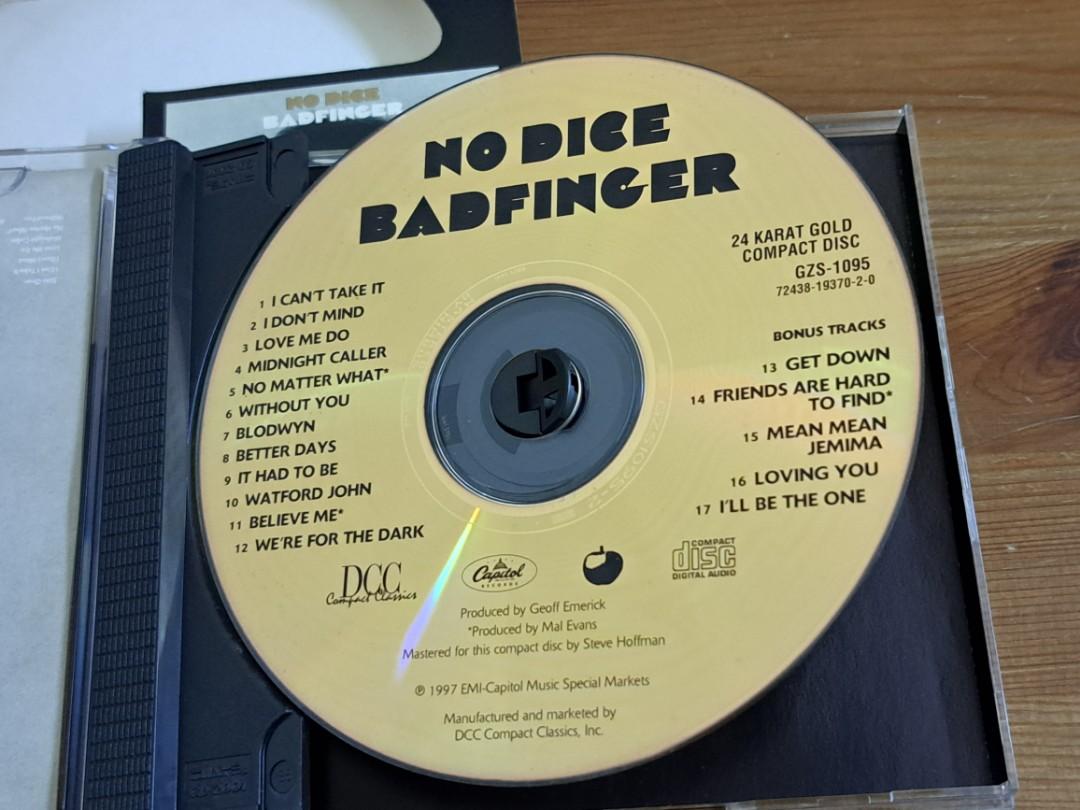 NO DICE
BADFINGER
NO DICE
BADFINGER
24 KARAT GOLD
COMPACT DISC
GZS-1095
72438-19370-2-0
1 I CAN'T TAKE IT
2 I DON'T MIND
3 LOVE ME DO
4 MIDNIGHT CALLER
5 NO MATTER WHAT*
6 WITHOUT YOU
7 BLODWYN
8 BETTER DAYS
9 IT HAD TO BE
10 WATFORD JOHN
11 BELIEVE ME*
12 WE'RE FOR THE DARK
BONUS TRACKS
13 GET DOWN
14 FRIENDS ARE HARD
TO FIND*
15 MEAN MEAN
JEMIMA
16 LOVING YOU
17 I'LL BE THE ONE
DCC
Compact Classics
Capitol
RECORDS
COMPACT
disc
DIGITAL AUDIO
Produced by Geoff Emerick
*Produced by Mal Evans
Mastered for this compact disc by Steve Hoffman
℗ 1997 EMI-Capitol Music Special Markets
Manufactured and marketed by
DCC Compact Classics, Inc.